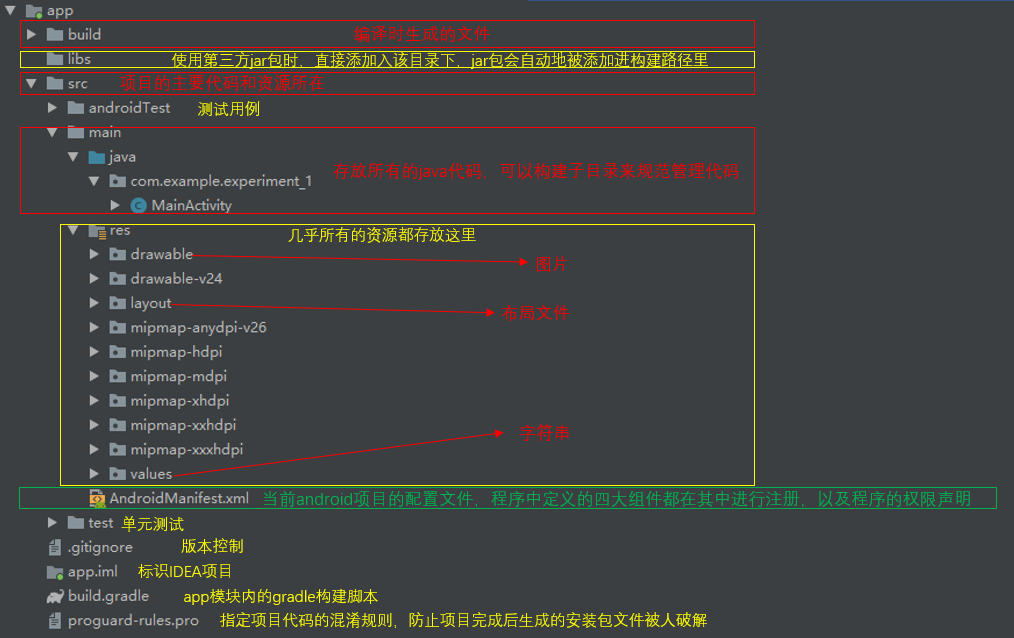 app
build 编译时生成的文件
libs 使用第三方jar包时，直接添加入该目录下，jar包会自动地被添加进构建路径里
src 项目的主要代码和资源所在
androidTest 测试用例
main
java
com.example.experiment_1 存放所有的java代码，可以构建子目录来规范管理代码
MainActivity
res 几乎所有的资源都存放这里
drawable 图片
drawable-v24
layout 布局文件
mipmap-anydpi-v26
mipmap-hdpi
mipmap-mdpi
mipmap-xhdpi
mipmap-xxhdpi
mipmap-xxxhdpi 字符串
values
AndroidManifest.xml 当前android项目的配置文件，程序中定义的四大组件都在其中进行注册，以及程序的权限声明
test 单元测试
.gitignore 版本控制
app.iml 标识IDEA项目
build.gradle app模块内的gradle构建脚本
proguard-rules.pro 指定项目代码的混淆规则，防止项目完成后生成的安装包文件被人破解